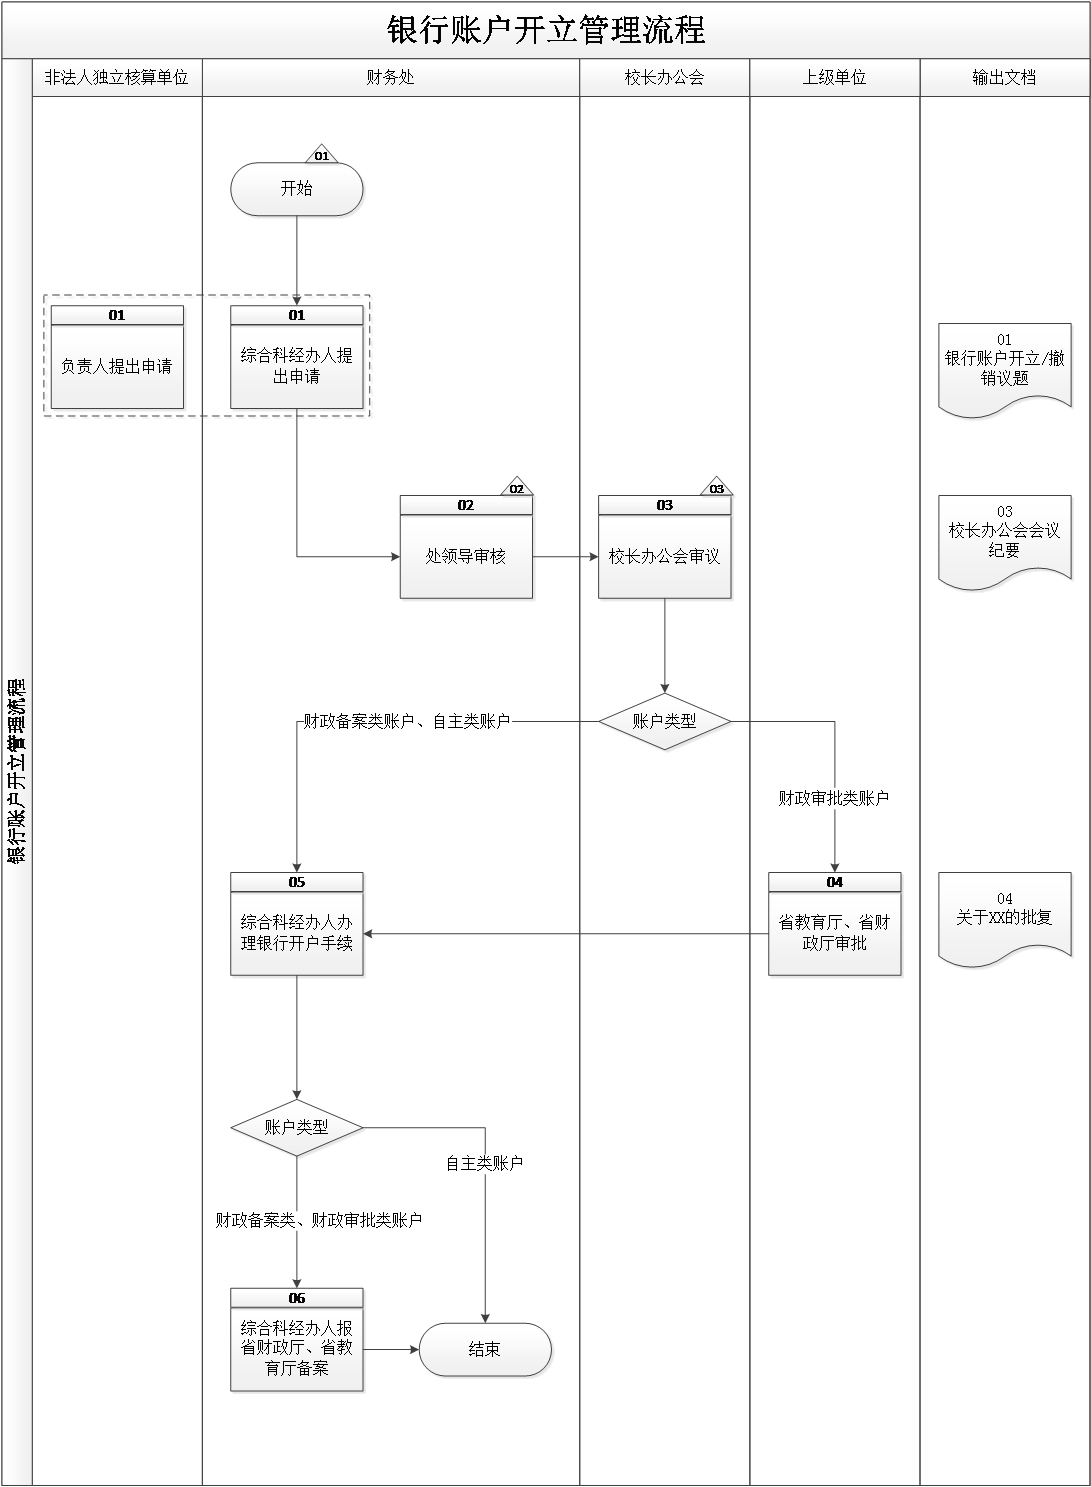 银行账户开立管理流程
银行账户开立管理流程
非法人独立核算单位
财务处
校长办公会
上级单位
输出文档
01
开始
01
负责人提出申请
01
综合科经办人提
出申请
01
银行账户开立/撤
销议题
02
02
处领导审核
03
03
校长办公会审议
03
校长办公会会议
纪要
账户类型
财政备案类账户、自主类账户
财政审批类账户
05
综合科经办人办
理银行开户手续
04
省教育厅、省财
政厅审批
04
关于XX的批复
账户类型
自主类账户
财政备案类、财政审批类账户
06
综合科经办人报
省财政厅、省教
育厅备案
结束